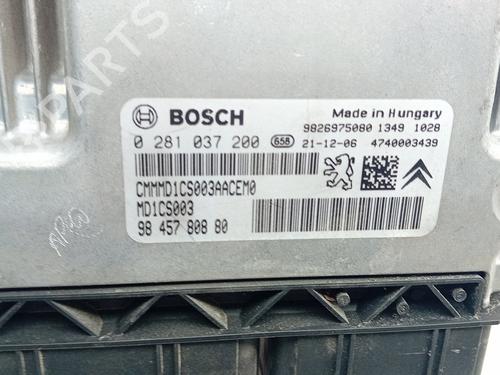 PARTS
BOSCH
Made in Hungary
9826975080 1349 1028
0 281 037 200 658 21-12-06 4740003439
CMMMD1CS003AACEM0
MD1CS003
98 457 808 80